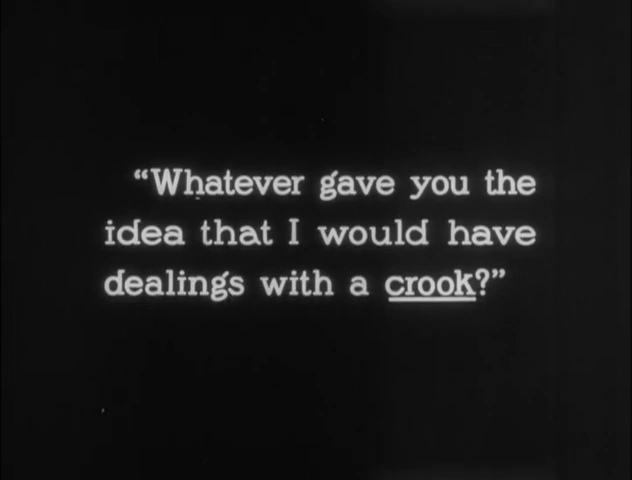 “Whatever gave you the
idea that I would have
dealings with a crook?”